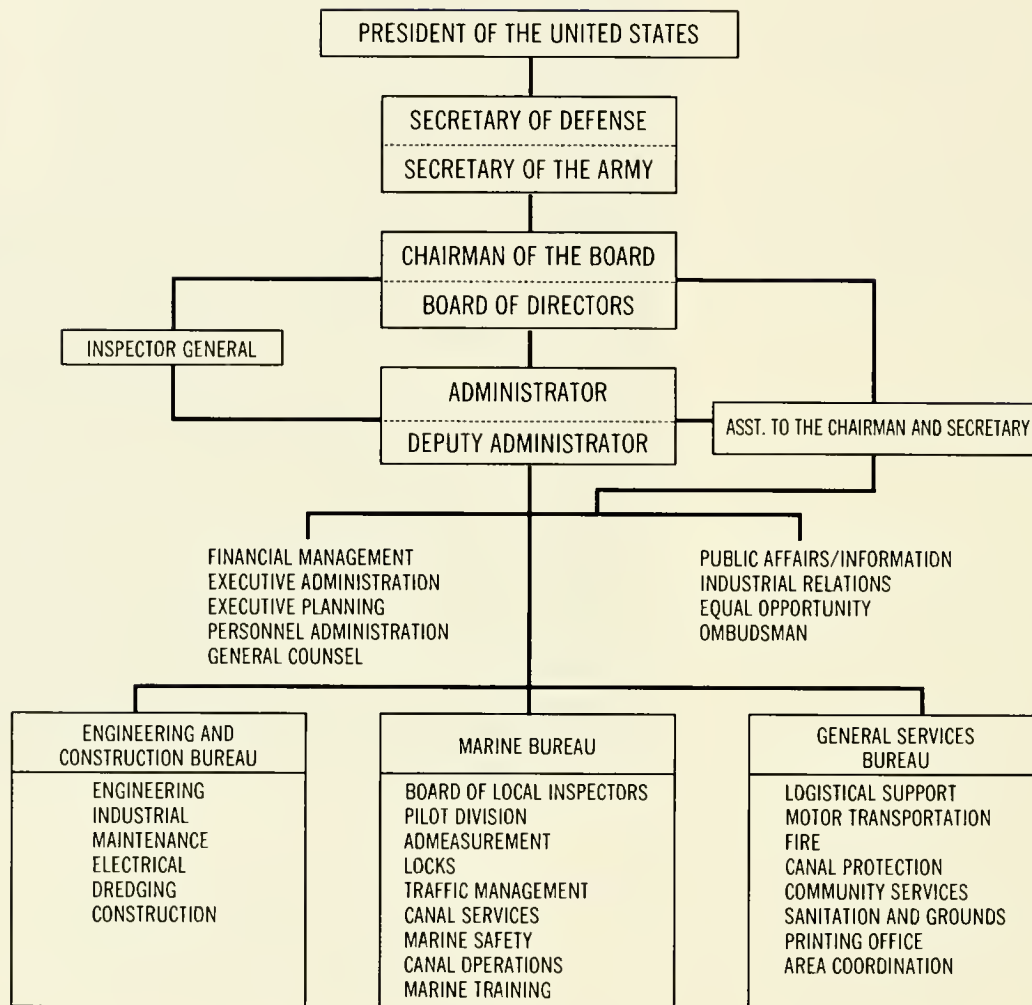 PRESIDENT OF THE UNITED STATES
SECRETARY OF DEFENSE
SECRETARY OF THE ARMY
CHAIRMAN OF THE BOARD
BOARD OF DIRECTORS
INSPECTOR GENERAL
ADMINISTRATOR
DEPUTY ADMINISTRATOR
ASST. TO THE CHAIRMAN AND SECRETARY
FINANCIAL MANAGEMENT
EXECUTIVE ADMINISTRATION
EXECUTIVE PLANNING
PERSONNEL ADMINISTRATION
GENERAL COUNSEL
PUBLIC AFFAIRS/INFORMATION
INDUSTRIAL RELATIONS
EQUAL OPPORTUNITY
OMBUDSMAN
ENGINEERING AND
CONSTRUCTION BUREAU
ENGINEERING
INDUSTRIAL
MAINTENANCE
ELECTRICAL
DREDGING
CONSTRUCTION
MARINE BUREAU
BOARD OF LOCAL INSPECTORS
PILOT DIVISION
ADMEASUREMENT
LOCKS
TRAFFIC MANAGEMENT
CANAL SERVICES
MARINE SAFETY
CANAL OPERATIONS
MARINE TRAINING
GENERAL SERVICES
BUREAU
LOGISTICAL SUPPORT
MOTOR TRANSPORTATION
FIRE
CANAL PROTECTION
COMMUNITY SERVICES
SANITATION AND GROUNDS
PRINTING OFFICE
AREA COORDINATION